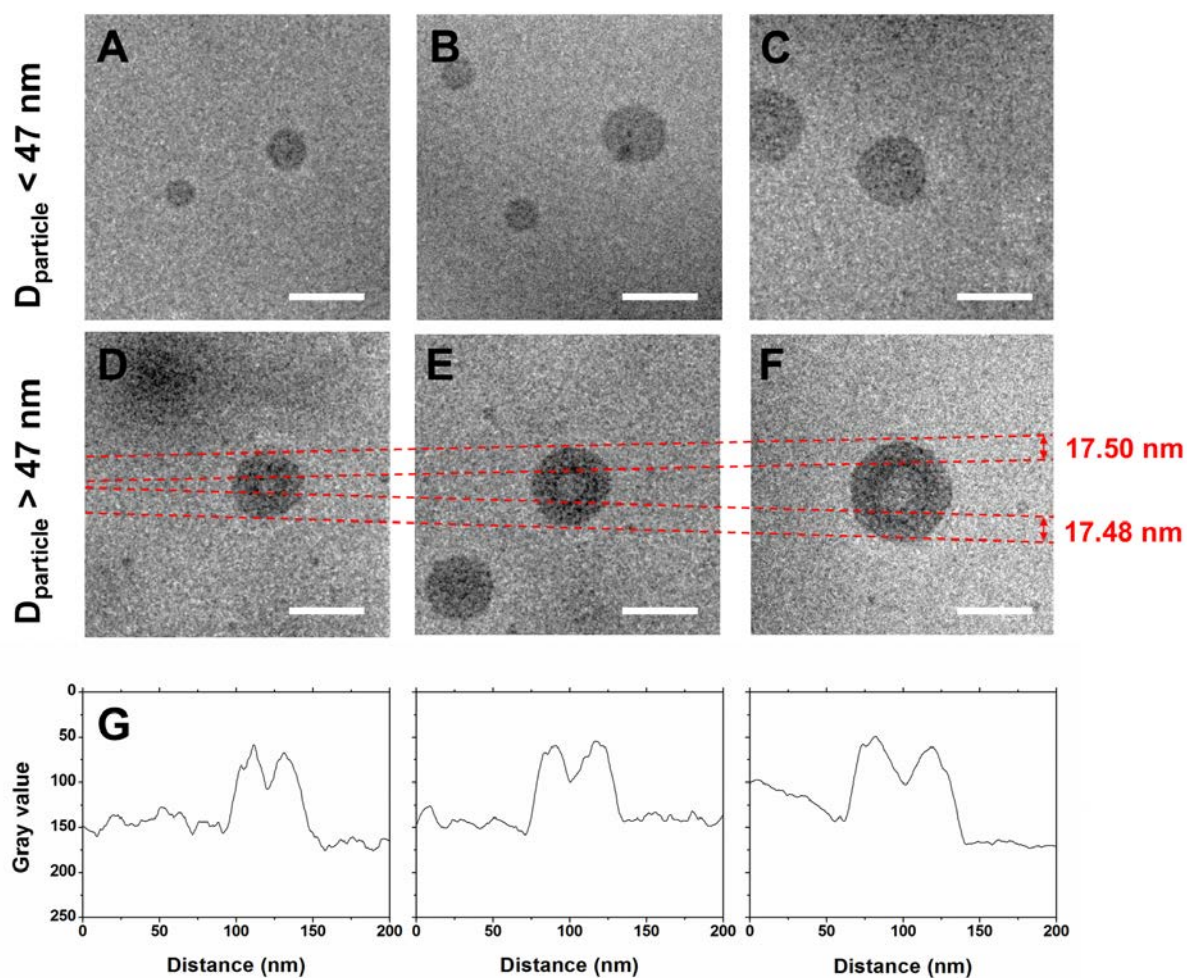 D_particle < 47 nm
A
B
C
D_particle > 47 nm
D
E
F
17.50 nm
17.48 nm
G
Gray value
0
50
100
150
200
250
0 50 100 150 200
0 50 100 150 200
0 50 100 150 200
Distance (nm)
Distance (nm)
Distance (nm)